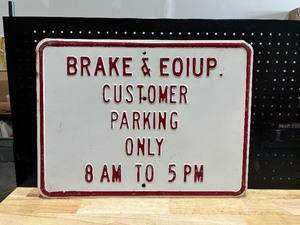 BRAKE & EQIUP.
CUSTOMER
PARKING
ONLY
8 AM TO 5 PM